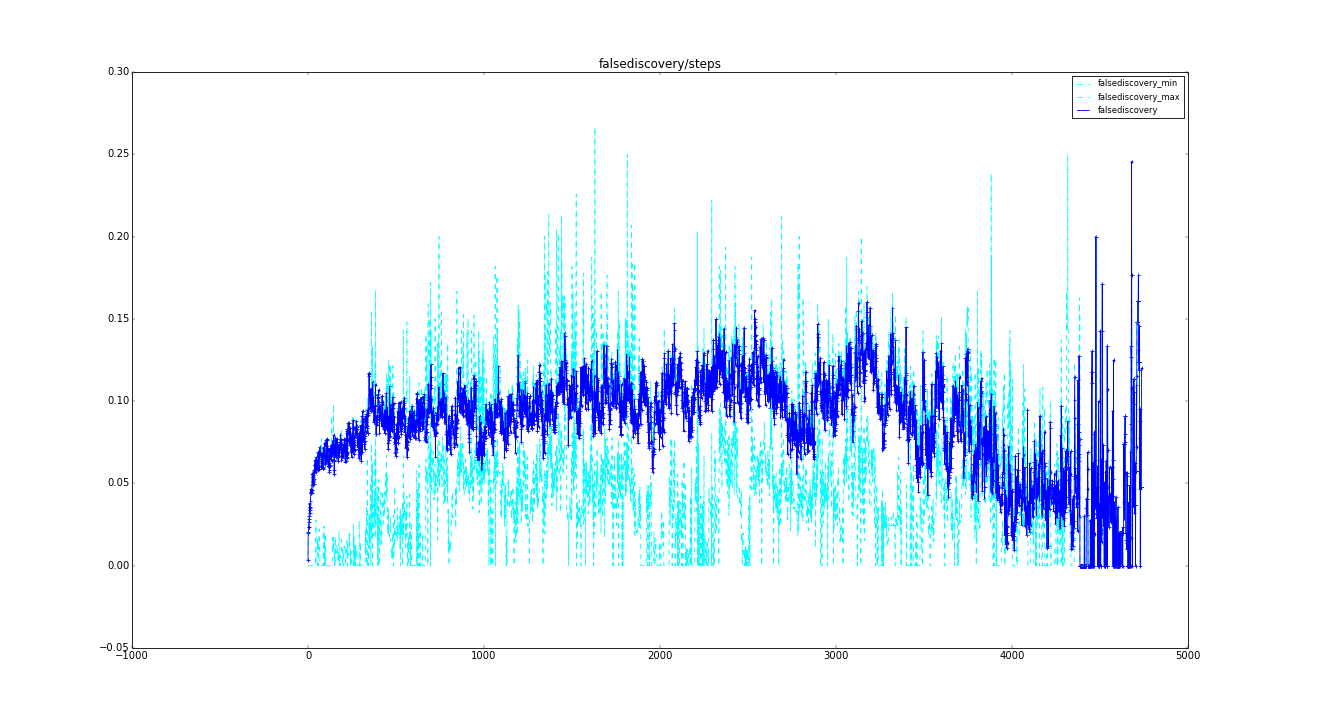 falsediscovery/steps
0.30
falsediscovery_min
falsediscovery_max
falsediscovery
0.25
0.20
0.15
0.10
0.05
0.00
−0.05
−1000 0 1000 2000 3000 4000 5000